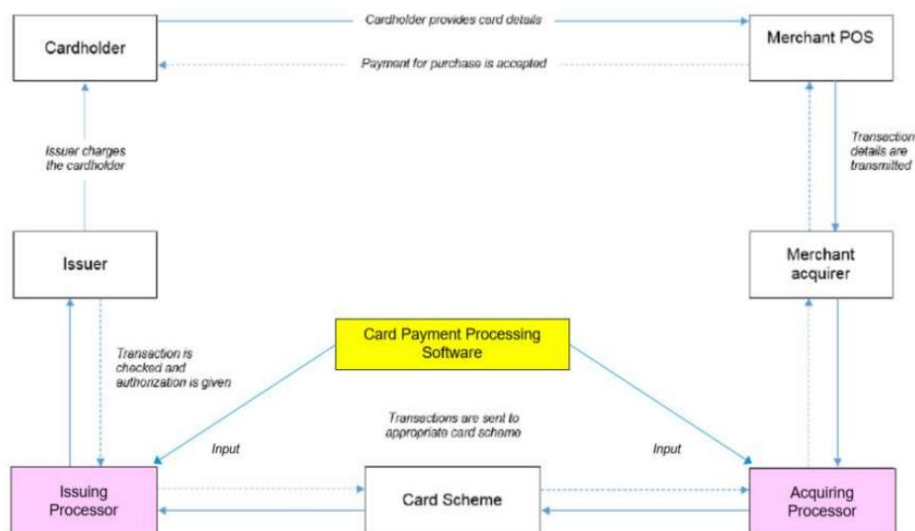 Cardholder provides card details
Cardholder
Merchant POS
Payment for purchase is accepted
Issuer charges
the cardholder
Transaction
details are
transmitted
Issuer
Merchant
acquirer
Card Payment Processing
Software
Transaction is
checked and
authorization is given
Transactions are sent to
appropriate card scheme
Input
Input
Issuing
Processor
Card Scheme
Acquiring
Processor